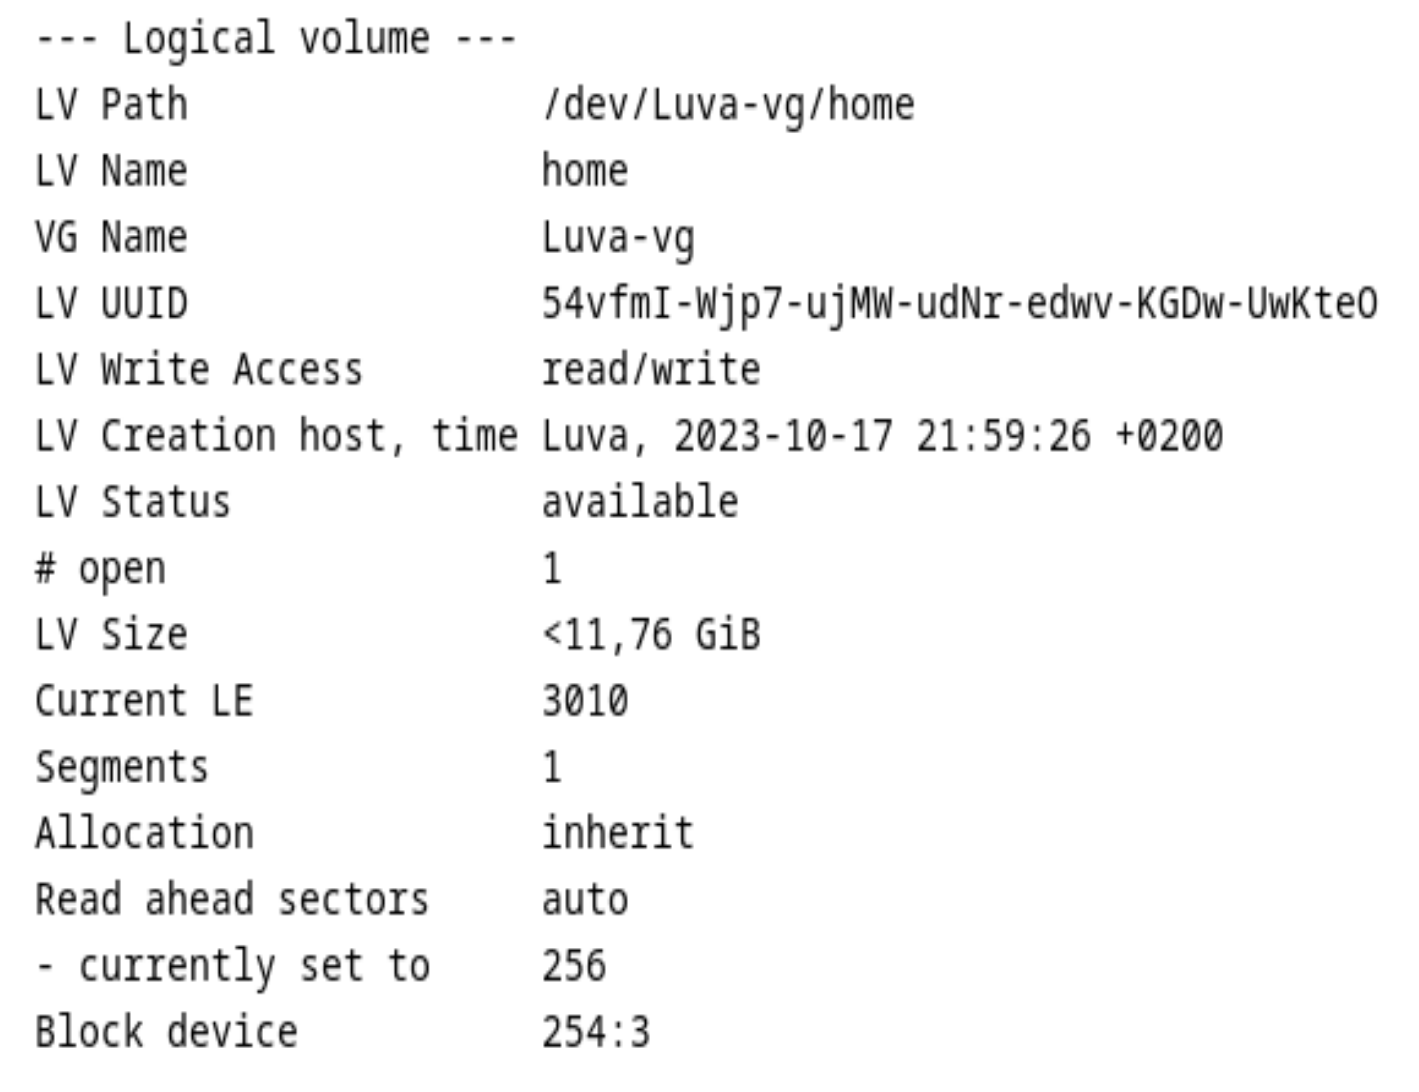 --- Logical volume ---
LV Path                /dev/Luva-vg/home
LV Name                home
VG Name                Luva-vg
LV UUID                54vfmI-Wjp7-ujMW-udNr-edwv-KGDw-UwKteO
LV Write Access        read/write
LV Creation host, time Luva, 2023-10-17 21:59:26 +0200
LV Status              available
# open                 1
LV Size                <11,76 GiB
Current LE             3010
Segments               1
Allocation             inherit
Read ahead sectors     auto
- currently set to     256
Block device           254:3